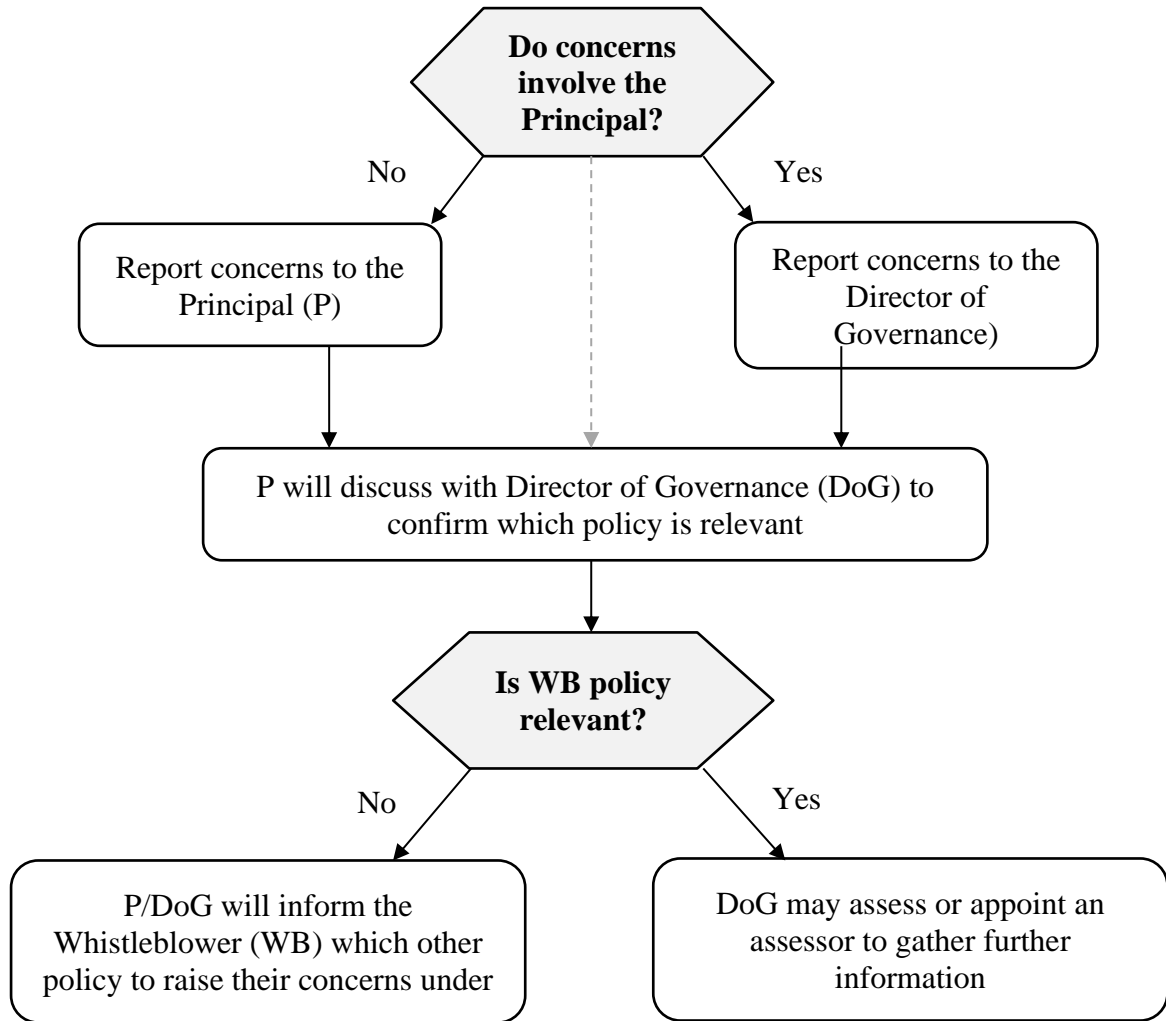 Do concerns
involve the
Principal?
No
Yes
Report concerns to the
Principal (P)
Report concerns to the
Director of
Governance)
P will discuss with Director of Governance (DoG) to
confirm which policy is relevant
Is WB policy
relevant?
No
Yes
P/DoG will inform the
Whistleblower (WB) which other
policy to raise their concerns under
DoG may assess or appoint an
assessor to gather further
information